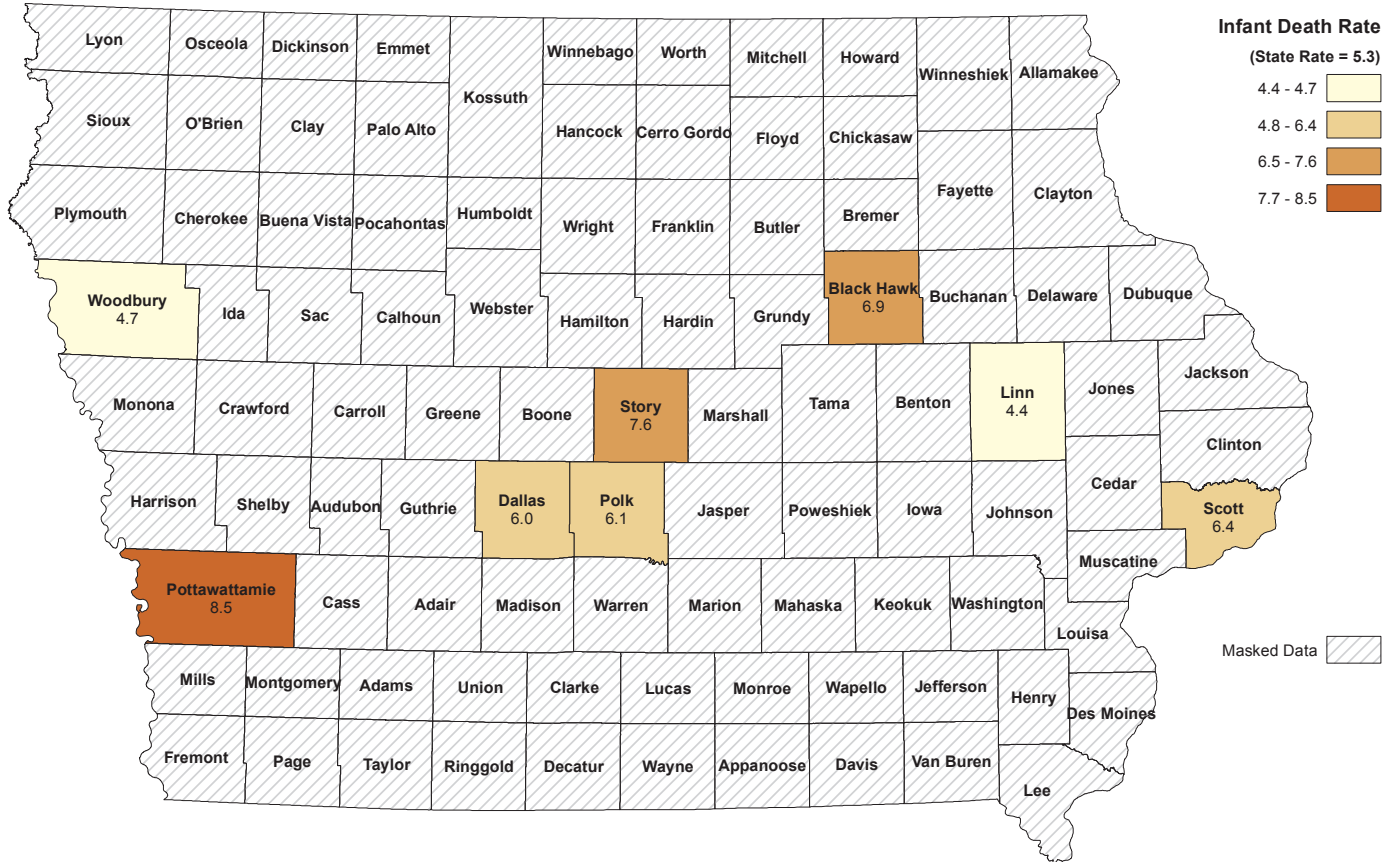 Infant Death Rate
(State Rate = 5.3)
4.4 - 4.7
4.8 - 6.4
6.5 - 7.6
7.7 - 8.5
Lyon
Osceola
Dickinson
Emmet
Kossuth
Winnebago
Worth
Mitchell
Howard
Winneshiek
Allamakee
Sioux
O'Brien
Clay
Palo Alto
Hancock
Cerro Gordo
Floyd
Chickasaw
Plymouth
Cherokee
Buena Vista
Pocahontas
Humboldt
Wright
Franklin
Butler
Bremer
Fayette
Clayton
Woodbury
4.7
Ida
Sac
Calhoun
Webster
Hamilton
Hardin
Grundy
Black Hawk
6.9
Buchanan
Delaware
Dubuque
Monona
Crawford
Carroll
Greene
Boone
Story
7.6
Marshall
Tama
Benton
Linn
4.4
Jones
Jackson
Clinton
Harrison
Shelby
Audubon
Guthrie
Dallas
6.0
Polk
6.1
Jasper
Poweshiek
Iowa
Johnson
Cedar
Scott
6.4
Muscatine
Pottawattamie
8.5
Cass
Adair
Madison
Warren
Marion
Mahaska
Keokuk
Washington
Louisa
Masked Data
Mills
Montgomery
Adams
Union
Clarke
Lucas
Monroe
Wapello
Jefferson
Henry
Des Moines
Fremont
Page
Taylor
Ringgold
Decatur
Wayne
Appanoose
Davis
Van Buren
Lee